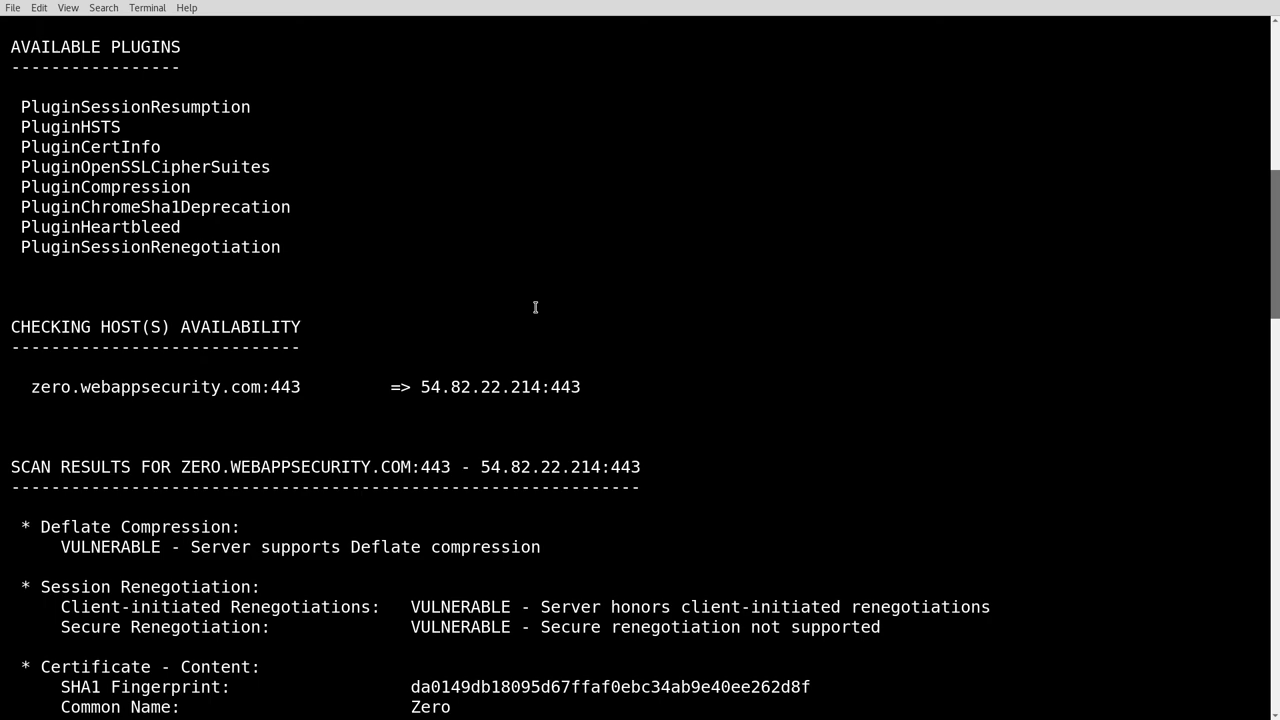 File Edit View Search Terminal Help
AVAILABLE PLUGINS
-----------------
PluginSessionResumption
PluginHSTS
PluginCertInfo
PluginOpenSSLCipherSuites
PluginCompression
PluginChromeSha1Deprecation
PluginHeartbleed
PluginSessionRenegotiation
CHECKING HOST(S) AVAILABILITY
-----------------------------
zero.webappsecurity.com:443 => 54.82.22.214:443
SCAN RESULTS FOR ZERO.WEBAPPSECURITY.COM:443 - 54.82.22.214:443
---------------------------------------------------------------
* Deflate Compression:
VULNERABLE - Server supports Deflate compression
* Session Renegotiation:
Client-initiated Renegotiations: VULNERABLE - Server honors client-initiated renegotiations
Secure Renegotiation: VULNERABLE - Secure renegotiation not supported
* Certificate - Content:
SHA1 Fingerprint: da0149db18095d67ffaf0ebc34ab9e40ee262d8f
Common Name: Zero